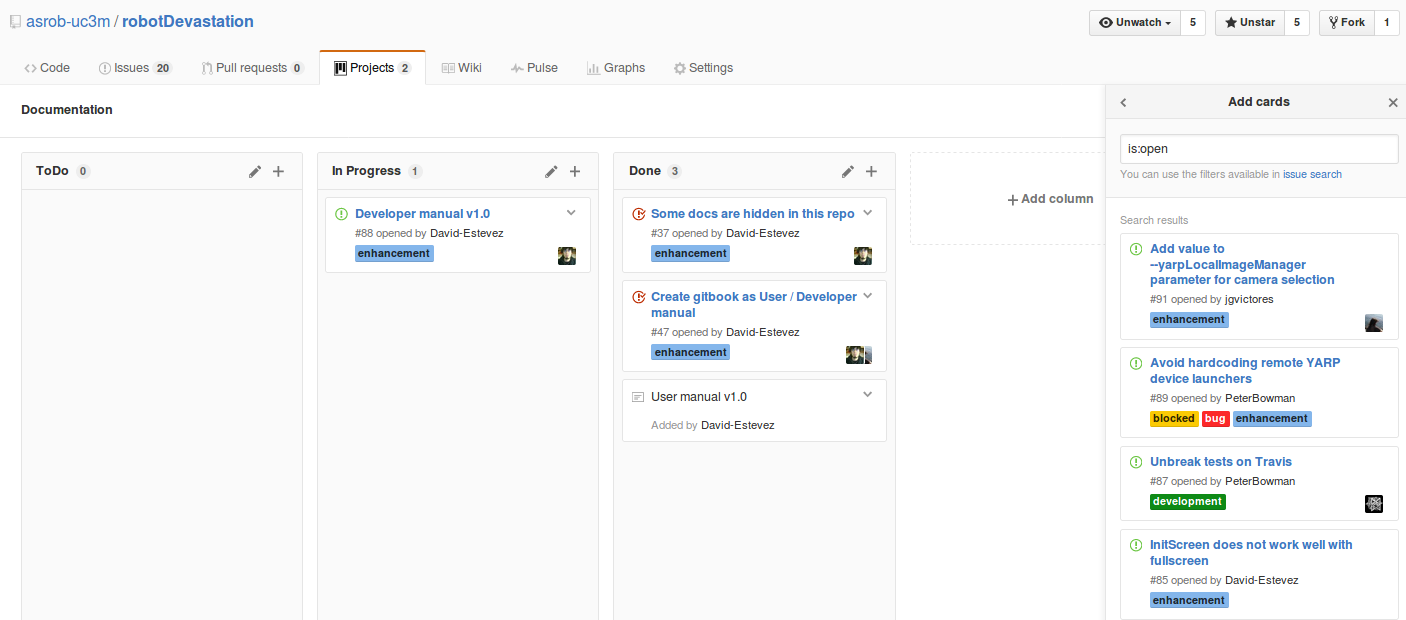 asrob-uc3m / robotDevastation
Unwatch 5 Unstar 5 Fork 1
Code Issues 20 Pull requests 0 Projects 2 Wiki Pulse Graphs Settings
Documentation
ToDo 0
In Progress 1
Developer manual v1.0
#88 opened by David-Estevez
enhancement
Done 3
Some docs are hidden in this repo
#37 opened by David-Estevez
enhancement
Create gitbook as User / Developer
manual
#47 opened by David-Estevez
enhancement
User manual v1.0
Added by David-Estevez
Add column
Add cards
is:open
You can use the filters available in issue search
Search results
Add value to
--yarpLocalImageManager
parameter for camera selection
#91 opened by jgvictores
enhancement
Avoid hardcoding remote YARP
device launchers
#89 opened by PeterBowman
blocked bug enhancement
Unbreak tests on Travis
#87 opened by PeterBowman
development
InitScreen does not work well with
fullscreen
#85 opened by David-Estevez
enhancement